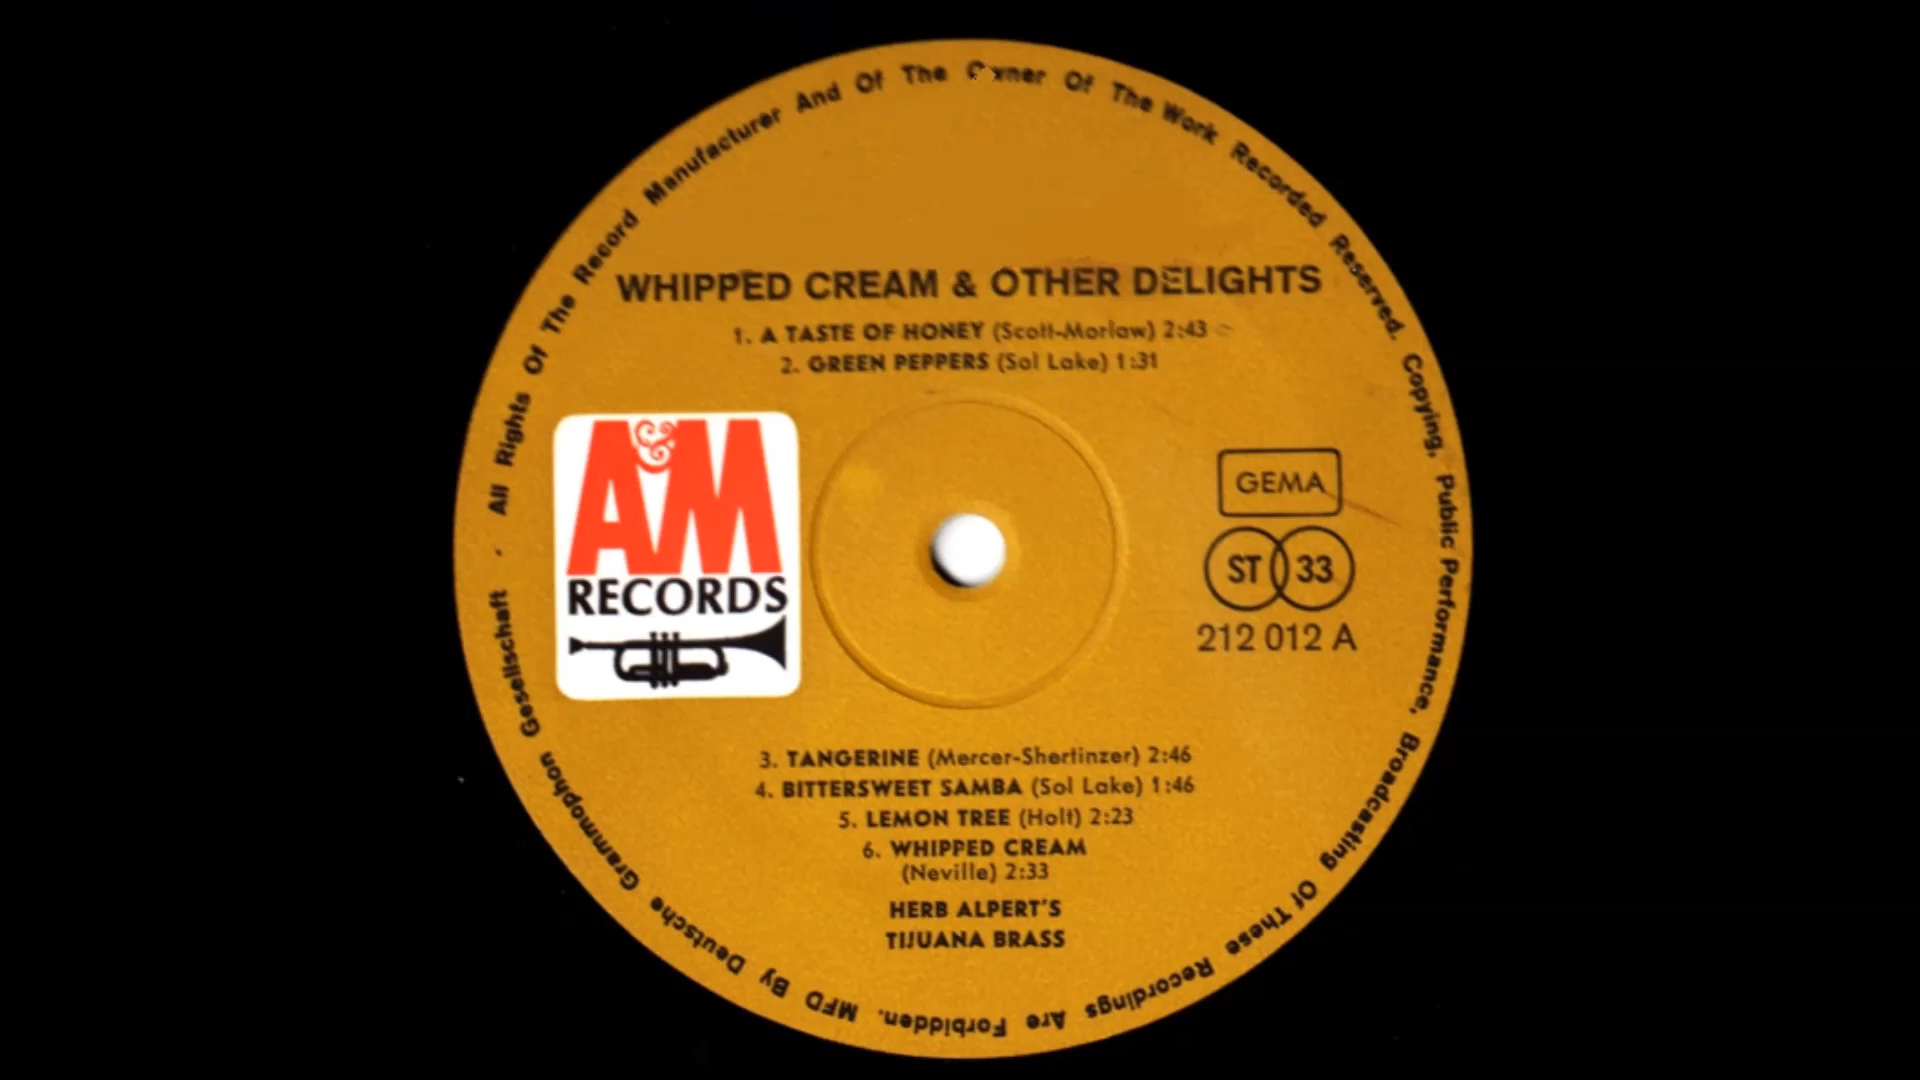 All Rights Of The Record Manufacturer And Of The Owner Of The Work Recorded Reserved. Copying, Public Performance, Broadcasting Of These Recordings Are Forbidden. MFD By Deutsche Grammophon Gesellschaft ·
WHIPPED CREAM & OTHER DELIGHTS
1. A TASTE OF HONEY (Scott-Morlaw) 2:43
2. GREEN PEPPERS (Sol Lake) 1:31
A&M
RECORDS
GEMA
ST 33
212 012 A
3. TANGERINE (Mercer-Shertinzer) 2:46
4. BITTERSWEET SAMBA (Sol Lake) 1:46
5. LEMON TREE (Holt) 2:23
6. WHIPPED CREAM
(Neville) 2:33
HERB ALPERT'S
TIJUANA BRASS